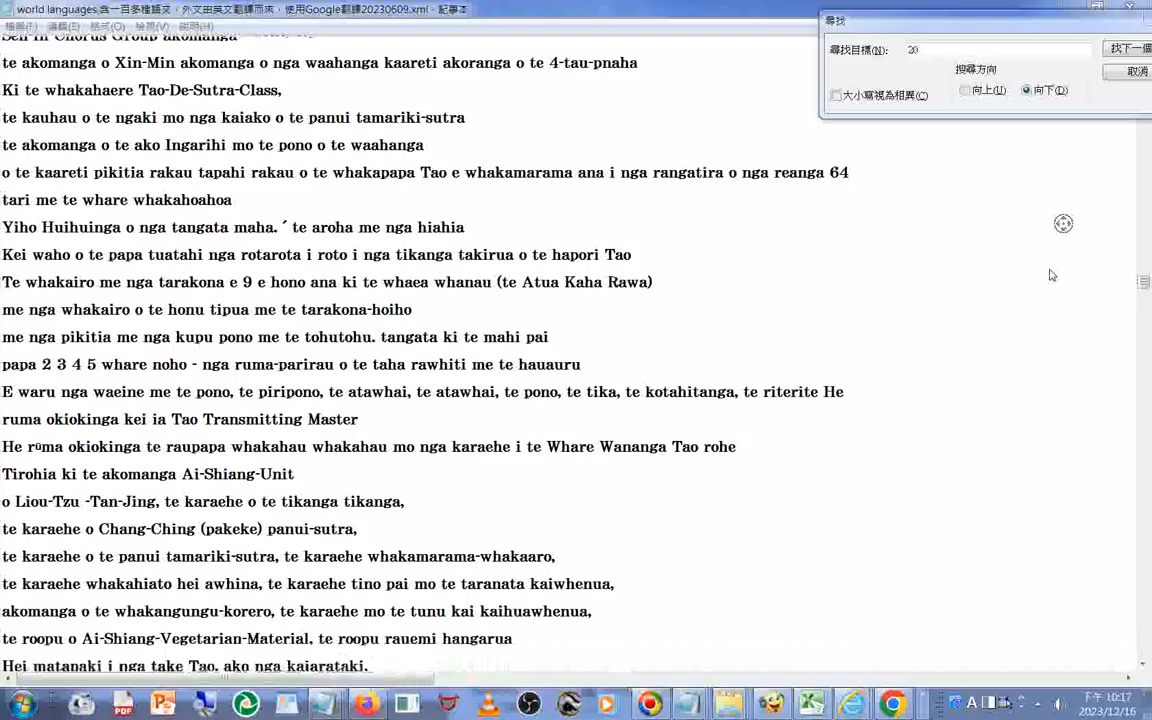 world languages 含一百多種語文，外文由英文翻譯而來，使用Google翻譯20230609.xml - 記事本
檔案(F) 編輯(E) 格式(O) 檢視(V) 說明(H)
尋找
尋找目標(N): 20
找下一個
搜尋方向
取消
大小寫視為相異(C) 向上(U) 向下(D)
Sen-In Chorus Group akomanga
te akomanga o Xin-Min akomanga o nga waahanga kaareti akoranga o te 4-tau-pnaha
Ki te whakahaere Tao-De-Sutra-Class,
te kauhau o te ngaki mo nga kaiako o te panui tamariki-sutra
te akomanga o te ako Ingarihi mo te pono o te waahanga
o te kaareti pikitia rakau tapahi rakau o te whakapapa Tao e whakamarama ana i nga rangatira o nga reanga 64
tari me te whare whakahoahoa
Yiho Huihuinga o nga tangata maha. ´ te aroha me nga hiahia
Kei waho o te papa tuatahi nga rotarota i roto i nga tikanga takirua o te hapori Tao
Te whakairo me nga tarakona e 9 e hono ana ki te whaea whanau (te Atua Kaha Rawa)
me nga whakairo o te honu tipua me te tarakona-hoiho
me nga pikitia me nga kupu pono me te tohutohu. tangata ki te mahi pai
papa 2 3 4 5 whare noho - nga ruma-parirau o te taha rawhiti me te hauauru
E waru nga waeine me te pono, te piripono, te atawhai, te atawhai, te pono, te tika, te kotahitanga, te riterite He
ruma okiokinga kei ia Tao Transmitting Master
He rūma okiokinga te raupapa whakahau whakahau mo nga karaehe i te Whare Wananga Tao rohe
Tirohia ki te akomanga Ai-Shiang-Unit
o Liou-Tzu -Tan-Jing, te karaehe o te tikanga tikanga,
te karaehe o Chang-Ching (pakeke) panui-sutra,
te karaehe o te panui tamariki-sutra, te karaehe whakamarama-whakaaro,
te karaehe whakahiato hei awhina, te karaehe tino pai mo te taranata kaiwhenua,
akomanga o te whakangungu-korero, te karaehe mo te tunu kai kaihuawhenua,
te roopu o Ai-Shiang-Vegetarian-Material, te roopu rauemi hangarua
Hei matapaki i nga take Tao, ako nga kaiarataki,
下午 10:17
2023/12/16